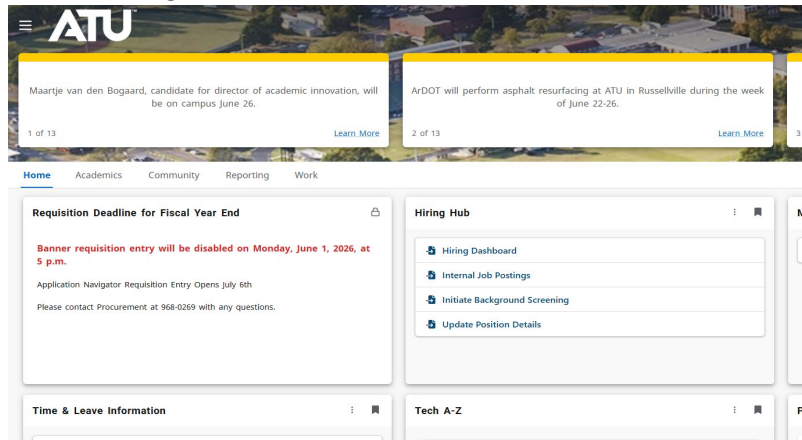 ATU
Maartje van den Bogaard, candidate for director of academic innovation, will
be on campus June 26.
1 of 13
Learn More
ArDOT will perform asphalt resurfacing at ATU in Russellville during the week
of June 22-26.
2 of 13
Learn More
3
Home Academics Community Reporting Work
Requisition Deadline for Fiscal Year End
Banner requisition entry will be disabled on Monday, June 1, 2026, at
5 p.m.
Application Navigator Requisition Entry Opens July 6th
Please contact Procurement at 968-0269 with any questions.
Hiring Hub
Hiring Dashboard
Internal Job Postings
Initiate Background Screening
Update Position Details
Time & Leave Information
Tech A-Z